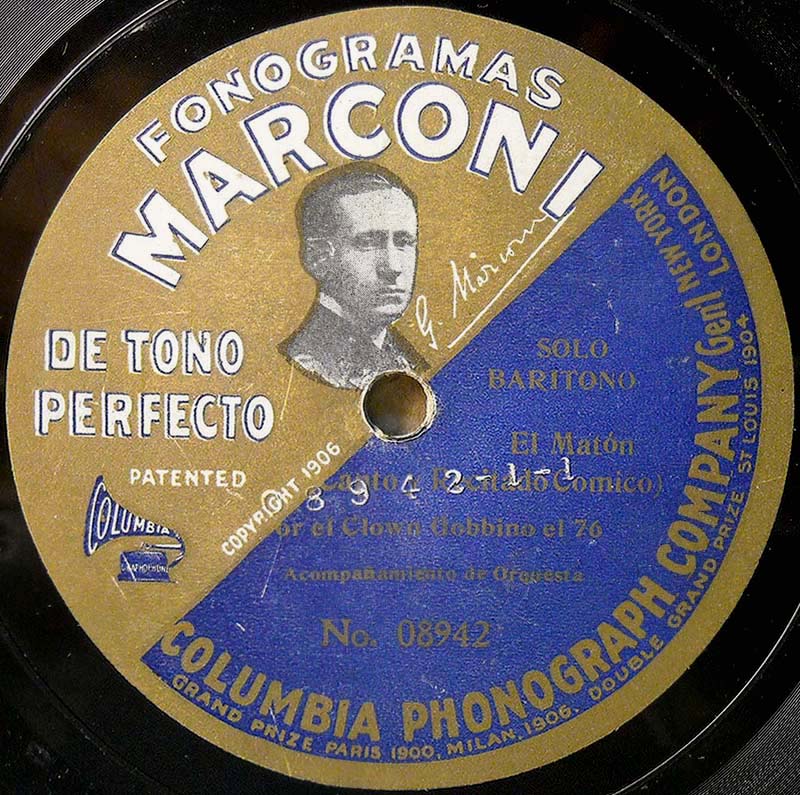 FONOGRAMAS
MARCONI
G. Marconi
DE TONO
PERFECTO
PATENTED
COLUMBIA
GRAPHOPHONE
COPYRIGHT 1906
SOLO
BARITONO
El Matón
(Canto y Recitado Comico)
8942-1-1
por el Clown Gobbino el 76
Acompañamiento de Orquesta
No. 08942
COLUMBIA PHONOGRAPH COMPANY Genl NEW YORK LONDON
GRAND PRIZE PARIS 1900, MILAN, 1906. DOUBLE GRAND PRIZE ST LOUIS 1904